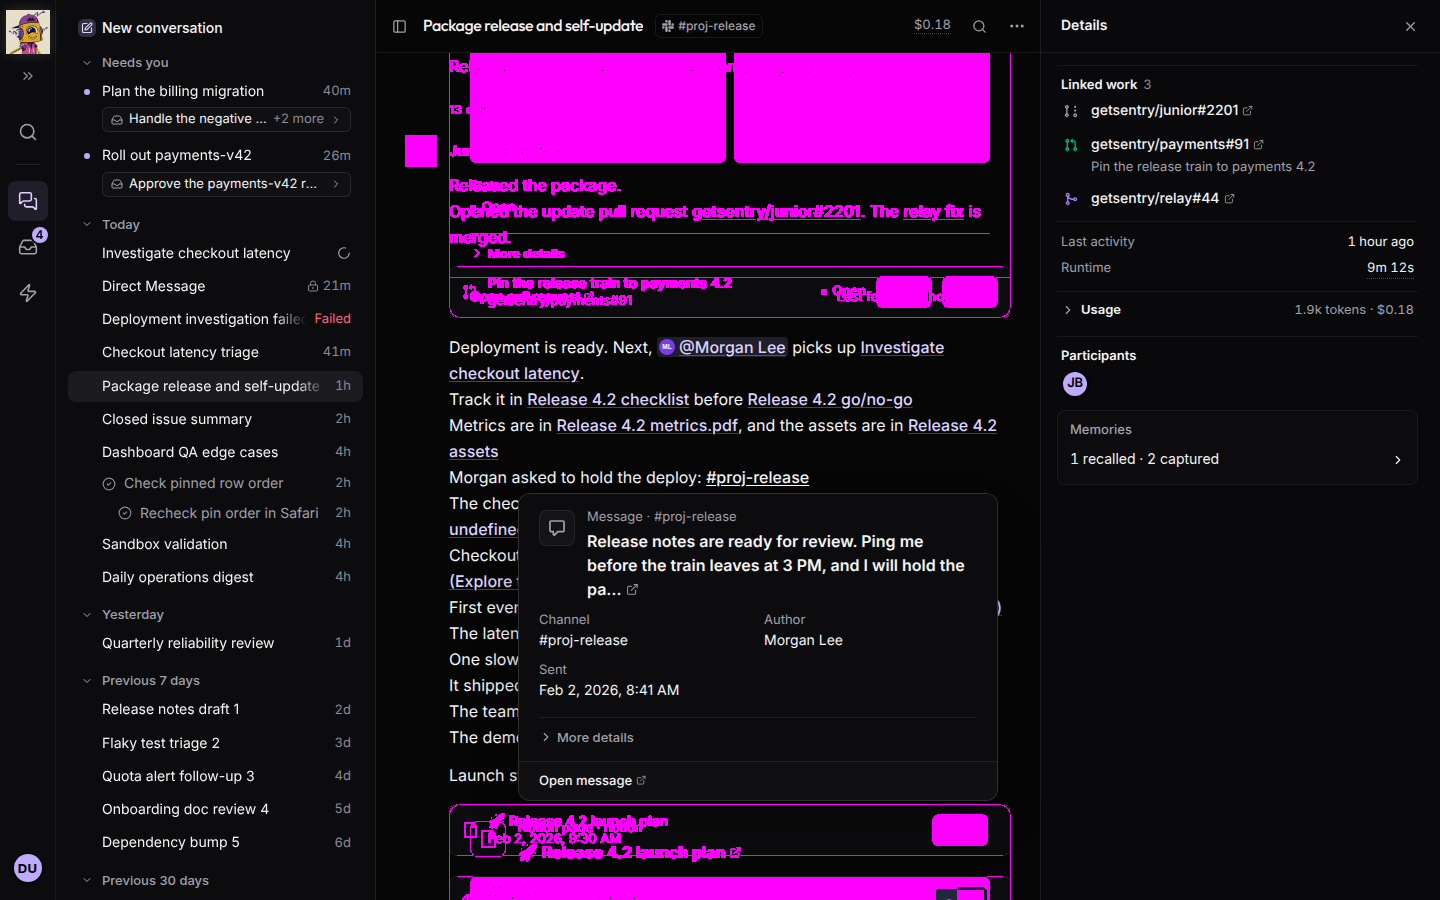 New conversation
Needs you
Plan the billing migration 40m
Handle the negative ... +2 more
Roll out payments-v42 26m
Approve the payments-v42 r...
Today
Investigate checkout latency
Direct Message 21m
Deployment investigation failed Failed
Checkout latency triage 41m
Package release and self-update 1h
Closed issue summary 2h
Dashboard QA edge cases 4h
Check pinned row order 2h
Recheck pin order in Safari 2h
Sandbox validation 4h
Daily operations digest 4h
Yesterday
Quarterly reliability review 1d
Previous 7 days
Release notes draft 1 2d
Flaky test triage 2 3d
Quota alert follow-up 3 4d
Onboarding doc review 4 5d
Dependency bump 5 6d
Previous 30 days
4
DU
Package release and self-update #proj-release $0.18
Released the package.
Opened the update pull request getsentry/junior#2201. The relay fix is
merged.
More details
Pin the release train to payments 4.2
getsentry/payments#91
Open
Deployment is ready. Next, ML @Morgan Lee picks up Investigate
checkout latency.
Track it in Release 4.2 checklist before Release 4.2 go/no-go
Metrics are in Release 4.2 metrics.pdf, and the assets are in Release 4.2
assets
Morgan asked to hold the deploy: #proj-release
The chec
undefine
Checkout
(Explore
First ever )
The laten
One slow
It shipped
The team
The demo
Launch s
Message · #proj-release
Release notes are ready for review. Ping me
before the train leaves at 3 PM, and I will hold the
pa...
Channel Author
#proj-release Morgan Lee
Sent
Feb 2, 2026, 8:41 AM
More details
Open message
Release 4.2 launch plan
Notion page · Notion
Feb 2, 2026, 9:30 AM
Release 4.2 launch plan
Details
Linked work 3
getsentry/junior#2201
getsentry/payments#91
Pin the release train to payments 4.2
getsentry/relay#44
Last activity 1 hour ago
Runtime 9m 12s
Usage 1.9k tokens · $0.18
Participants
JB
Memories
1 recalled · 2 captured